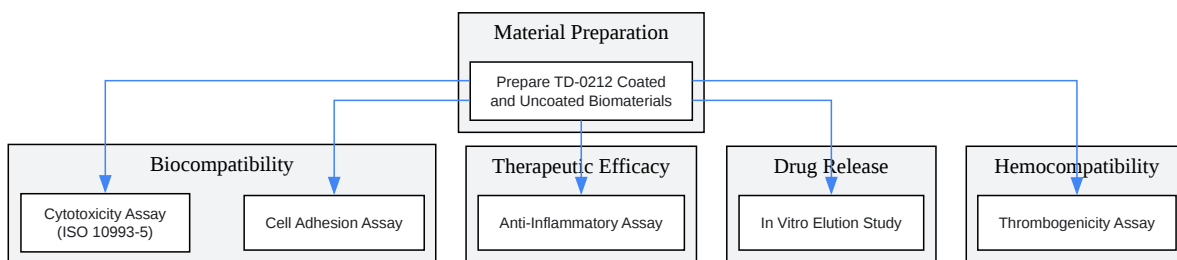 Material Preparation
Prepare TD-0212 Coated
and Uncoated Biomaterials
Biocompatibility
Therapeutic Efficacy
Drug Release
Hemocompatibility
Cytotoxicity Assay
(ISO 10993-5)
Cell Adhesion Assay
Anti-Inflammatory Assay
In Vitro Elution Study
Thrombogenicity Assay